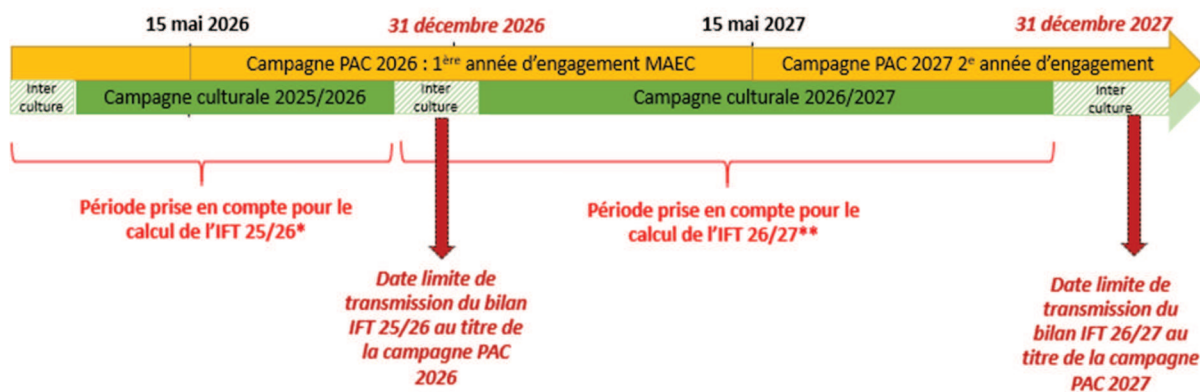 15 mai 2026
31 décembre 2026
15 mai 2027
31 décembre 2027
Campagne PAC 2026 : 1ère année d’engagement MAEC
Campagne PAC 2027 2e année d’engagement
Inter
culture
Campagne culturale 2025/2026
Inter
culture
Campagne culturale 2026/2027
Inter
culture
Période prise en compte pour le
calcul de l’IFT 25/26*
Période prise en compte pour le
calcul de l’IFT 26/27**
Date limite de
transmission du bilan
IFT 25/26 au titre de
la campagne PAC
2026
Date limite de
transmission du
bilan IFT 26/27 au
titre de la campagne
PAC 2027